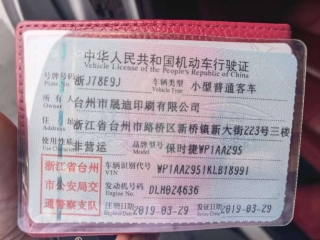 中华人民共和国机动车行驶证
Vehicle License of the People's Republic of China
号牌号码 浙J78E9J 车辆类型 小型普通客车
Plate No. Vehicle Type
所有人 台州市晟迪印刷有限公司
住址 浙江省台州市路桥区新桥镇新大街223号三楼
使用性质 非营运 品牌型号 保时捷WP1AA295
浙江省台 车辆识别代号 WP1AA2951KLB18991
VIN
州市公安局交 发动机号码 DLH024636
Engine No.
通警察支队 注册日期 2019-03-29 发证日期 2019-03-29
Register Date Issue Date